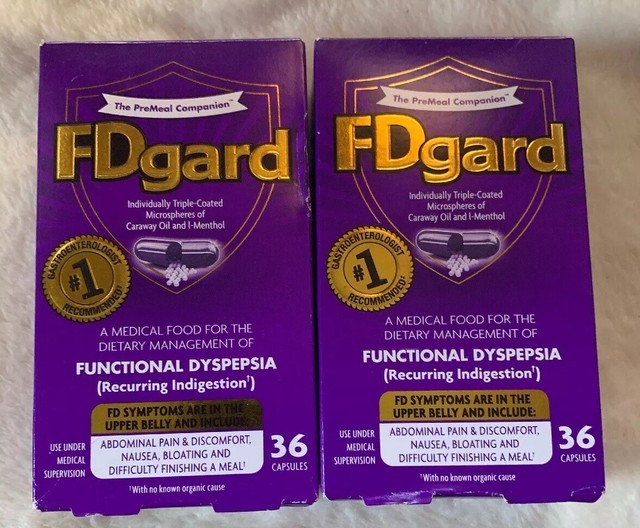 The PreMeal Companion™
FDgard
Individually Triple-Coated
Microspheres of
Caraway Oil and l-Menthol
GASTROENTEROLOGIST
#1
RECOMMENDED†
A MEDICAL FOOD FOR THE
DIETARY MANAGEMENT OF
FUNCTIONAL DYSPEPSIA
(Recurring Indigestion†)
FD SYMPTOMS ARE IN THE
UPPER BELLY AND INCLUDE:
USE UNDER
MEDICAL
SUPERVISION
ABDOMINAL PAIN & DISCOMFORT,
NAUSEA, BLOATING AND
DIFFICULTY FINISHING A MEAL†
36
CAPSULES
†With no known organic cause
The PreMeal Companion™
FDgard
Individually Triple-Coated
Microspheres of
Caraway Oil and l-Menthol
GASTROENTEROLOGIST
#1
RECOMMENDED†
A MEDICAL FOOD FOR THE
DIETARY MANAGEMENT OF
FUNCTIONAL DYSPEPSIA
(Recurring Indigestion†)
FD SYMPTOMS ARE IN THE
UPPER BELLY AND INCLUDE:
USE UNDER
MEDICAL
SUPERVISION
ABDOMINAL PAIN & DISCOMFORT,
NAUSEA, BLOATING AND
DIFFICULTY FINISHING A MEAL†
36
CAPSULES
†With no known organic cause